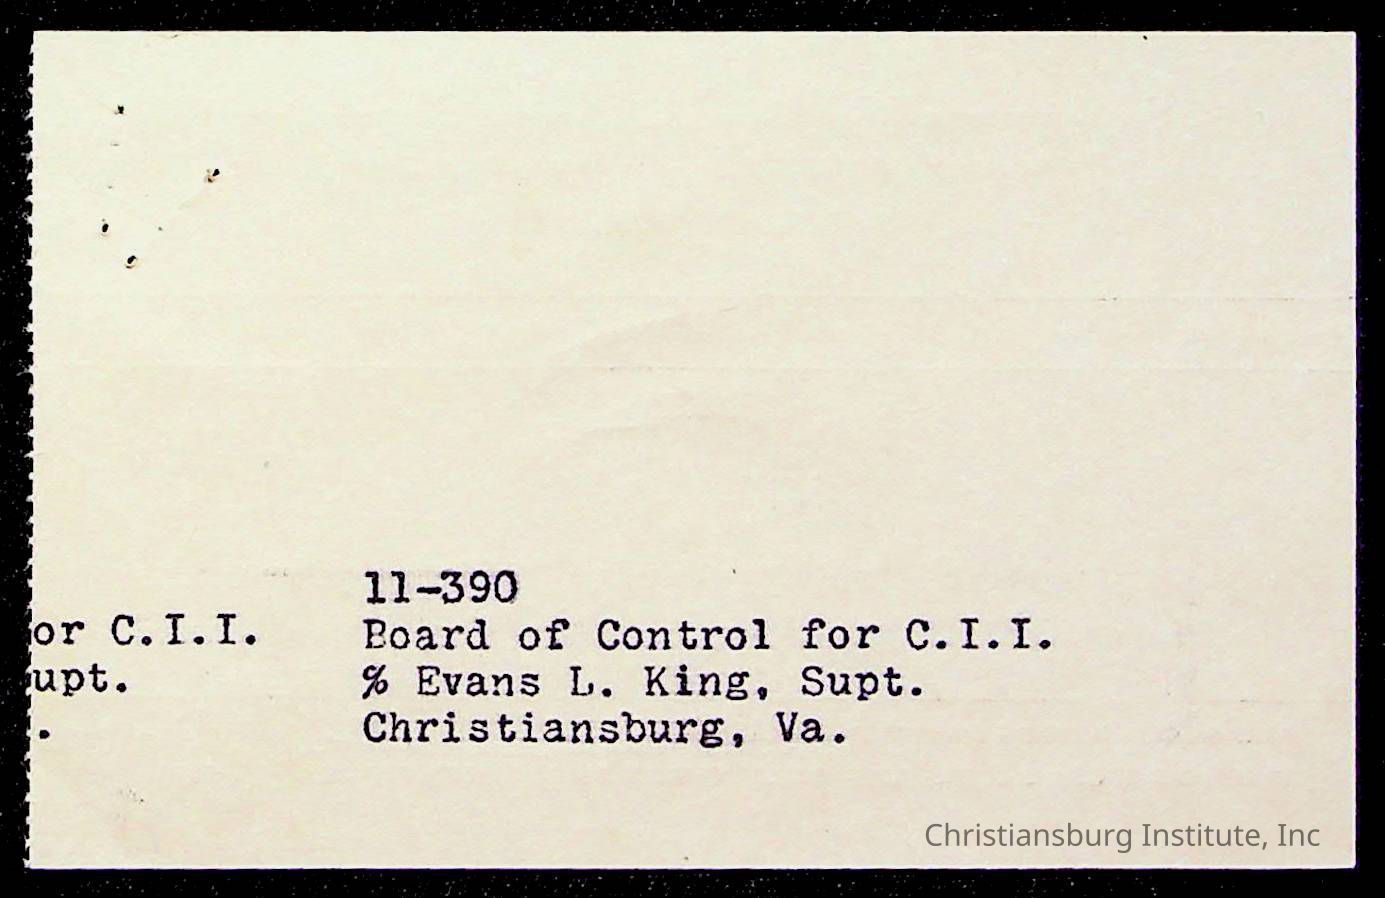 11-390
or C.I.I. Board of Control for C.I.I.
upt. % Evans L. King, Supt.
. Christiansburg, Va.
Christiansburg Institute, Inc